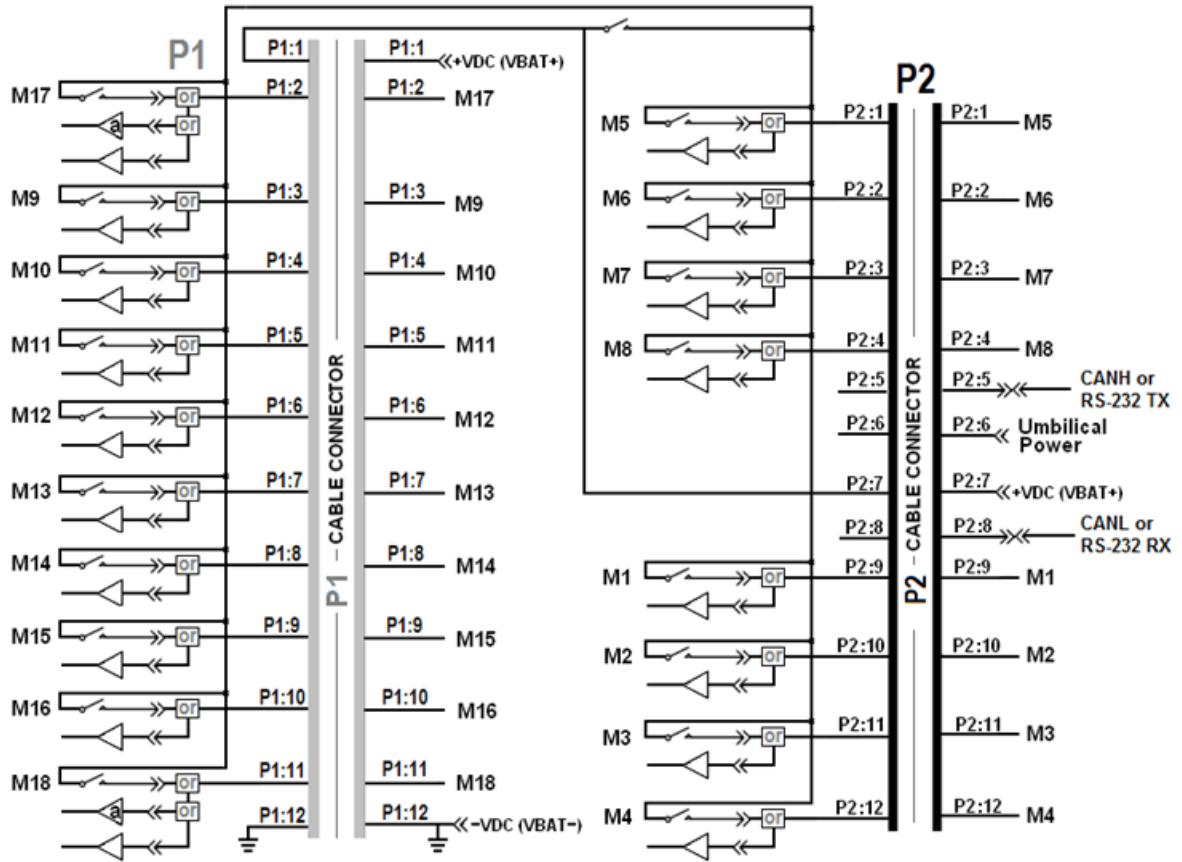 P1
P1:1
P1:1
+VDC (VBAT+)
M17
or
P1:2
P1:2
M17
a
or
M9
or
P1:3
P1:3
M9
M10
or
P1:4
P1:4
M10
M11
or
P1:5
P1:5
M11
M12
or
P1:6
P1:6
M12
M13
or
P1:7
P1:7
M13
M14
or
P1:8
P1:8
M14
M15
or
P1:9
P1:9
M15
M16
or
P1:10
P1:10
M16
M18
or
P1:11
P1:11
M18
a
or
P1:12
P1:12
–VDC (VBAT–)
P1 – CABLE CONNECTOR
P2
M5
or
P2:1
P2:1
M5
M6
or
P2:2
P2:2
M6
M7
or
P2:3
P2:3
M7
M8
or
P2:4
P2:4
M8
P2:5
P2:5
CANH or
RS-232 TX
P2:6
P2:6
Umbilical
Power
P2:7
P2:7
+VDC (VBAT+)
P2:8
P2:8
CANL or
RS-232 RX
M1
or
P2:9
P2:9
M1
M2
or
P2:10
P2:10
M2
M3
or
P2:11
P2:11
M3
M4
or
P2:12
P2:12
M4
P2 – CABLE CONNECTOR